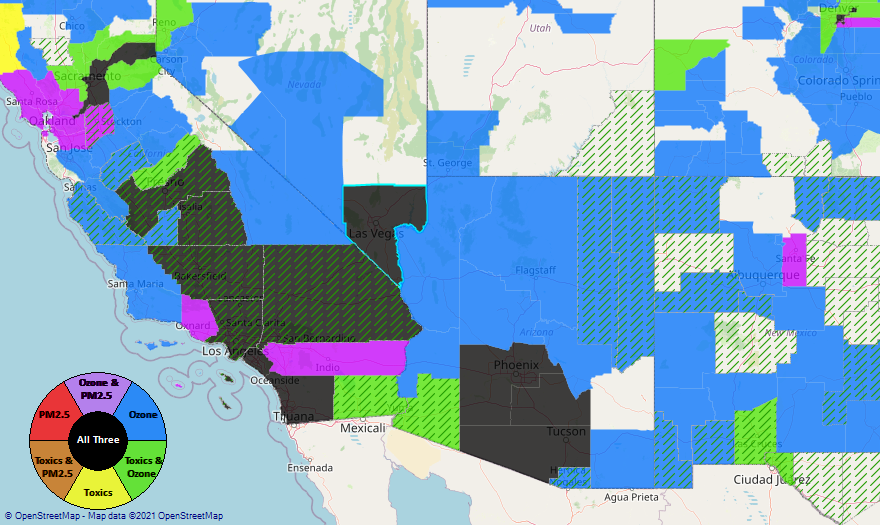 Chico
Reno
Utah
Denver
Carson
City
Sacramento
Nevada
Colorado
Colorado Sprin
Pueblo
Santa Rosa
Oakland
Stockton
San Jose
California
St. George
Salinas
Las Vegas
Santa Fe
Flagstaff
Albuquerque
Bakersfield
Santa Maria
Oxnard
Santa Clarita
New Mexico
Arizona
San Bernardino
Los Angeles
Indio
Phoenix
Oceanside
Tijuana
Mexicali
Tucson
Las Cruces
Ensenada
Heroica
Nogales
Ciudad Juárez
Agua Prieta
Ozone &
PM2.5
PM2.5
Ozone
All Three
Toxics &
PM2.5
Toxics &
Ozone
Toxics
© OpenStreetMap - Map data ©2021 OpenStreetMap